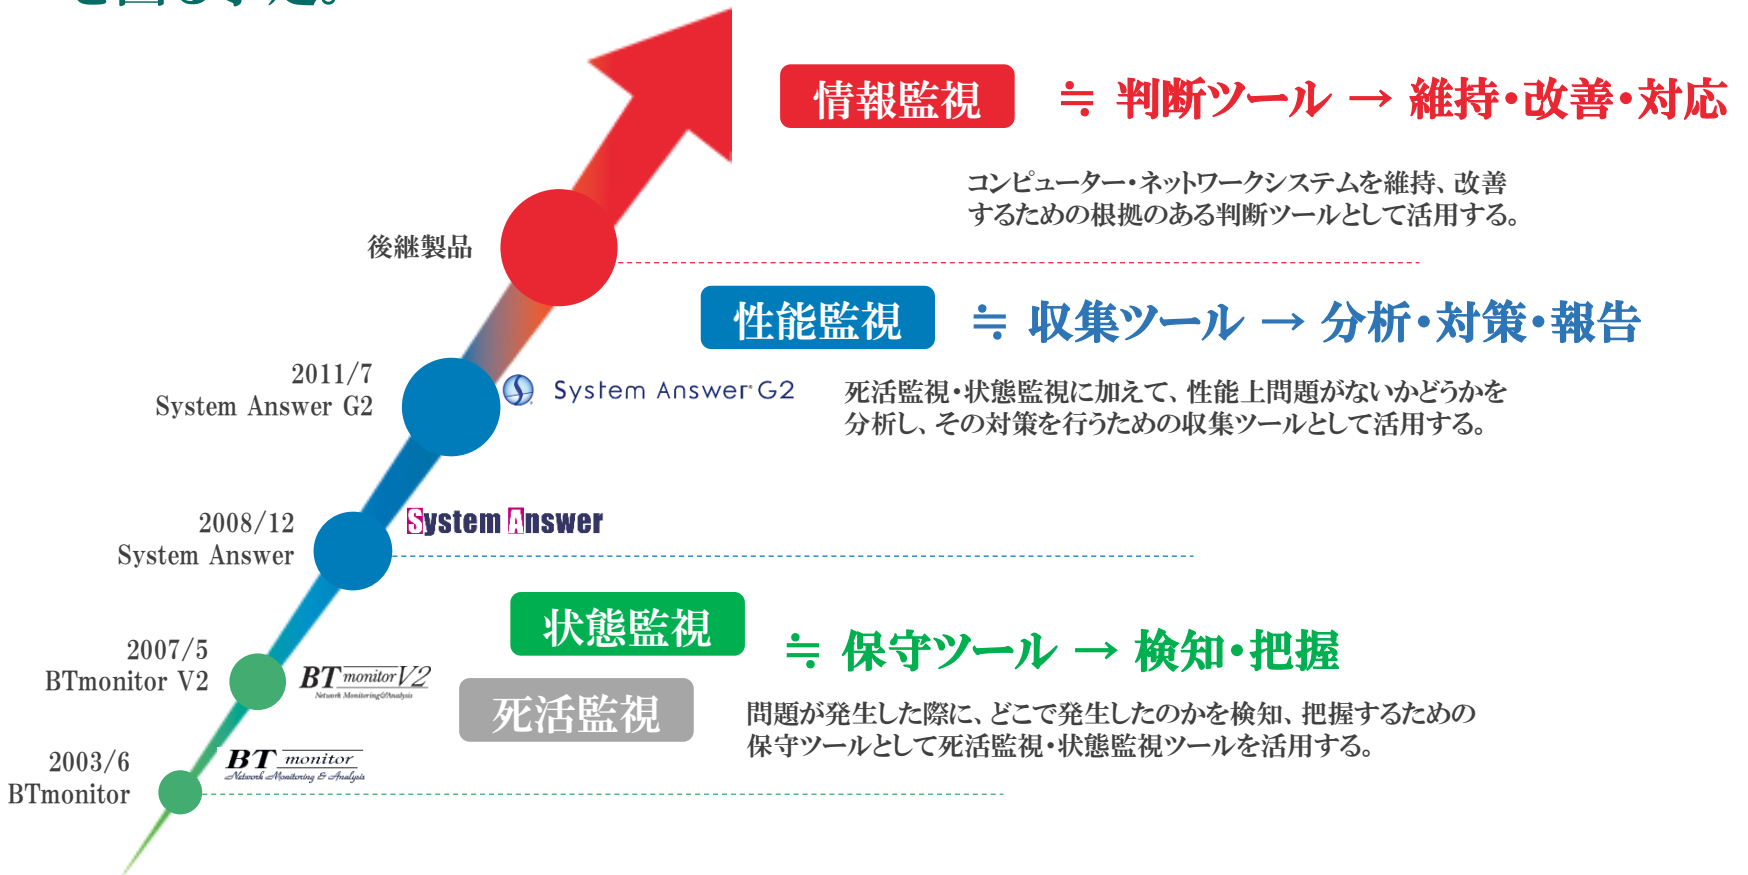 情報監視 ≒ 判断ツール → 維持・改善・対応
コンピューター・ネットワークシステムを維持、改善
するための根拠のある判断ツールとして活用する。
後継製品
性能監視 ≒ 収集ツール → 分析・対策・報告
2011/7
System Answer G2
System Answer G2
死活監視・状態監視に加えて、性能上問題がないかどうかを
分析し、その対策を行うための収集ツールとして活用する。
2008/12
System Answer
System Answer
状態監視
死活監視
≒ 保守ツール → 検知・把握
2007/5
BTmonitor V2
BT monitor V2
Network Monitoring&Analysis
問題が発生した際に、どこで発生したのかを検知、把握するための
保守ツールとして死活監視・状態監視ツールを活用する。
2003/6
BTmonitor
BT monitor
Network Monitoring & Analysis